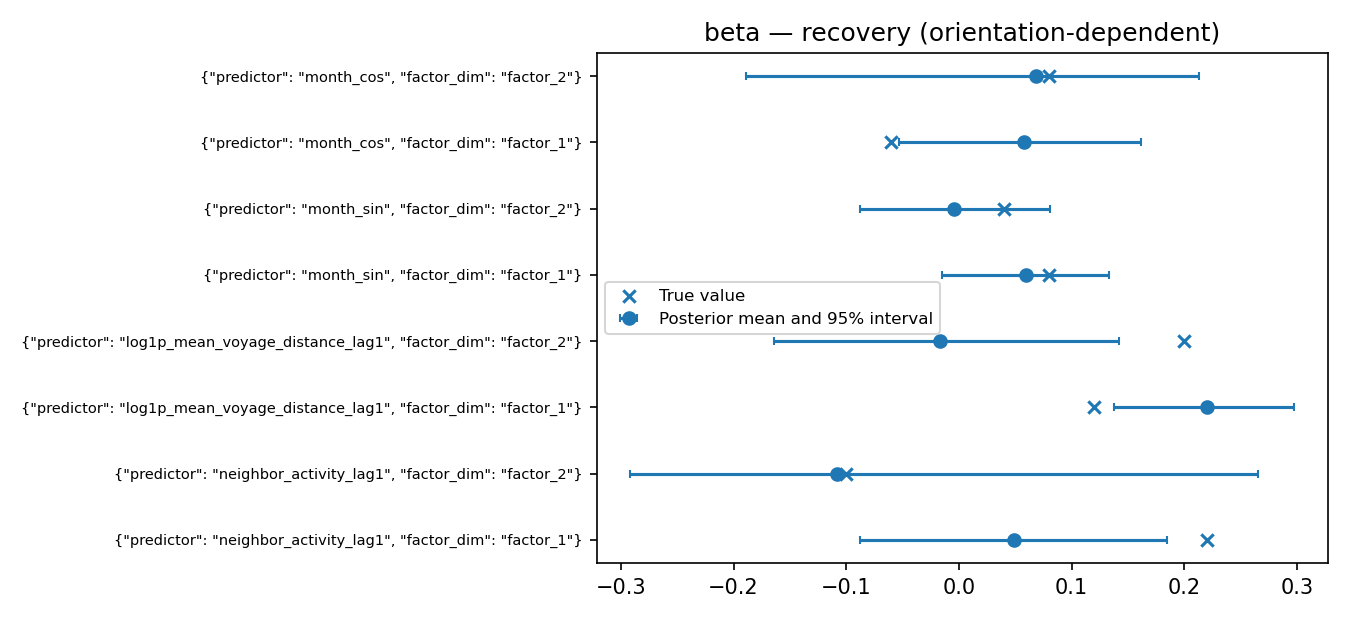 beta — recovery (orientation-dependent)
{"predictor": "month_cos", "factor_dim": "factor_2"}
{"predictor": "month_cos", "factor_dim": "factor_1"}
{"predictor": "month_sin", "factor_dim": "factor_2"}
{"predictor": "month_sin", "factor_dim": "factor_1"}
True value
Posterior mean and 95% interval
{"predictor": "log1p_mean_voyage_distance_lag1", "factor_dim": "factor_2"}
{"predictor": "log1p_mean_voyage_distance_lag1", "factor_dim": "factor_1"}
{"predictor": "neighbor_activity_lag1", "factor_dim": "factor_2"}
{"predictor": "neighbor_activity_lag1", "factor_dim": "factor_1"}
−0.3 −0.2 −0.1 0.0 0.1 0.2 0.3